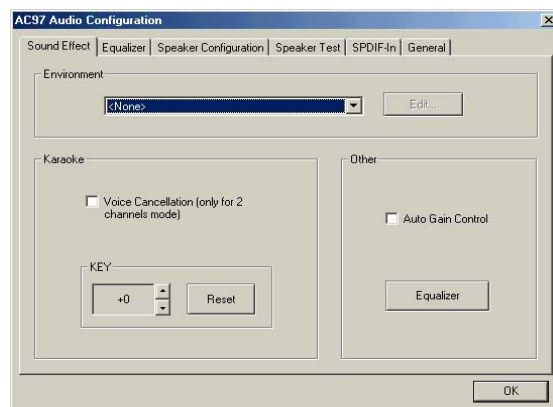 AC97 Audio Configuration
Sound Effect Equalizer Speaker Configuration Speaker Test SPDIF-In General
Environment
<None>
Edit...
Karaoke
Voice Cancellation (only for 2
channels mode)
KEY
+0
Reset
Other
Auto Gain Control
Equalizer
OK